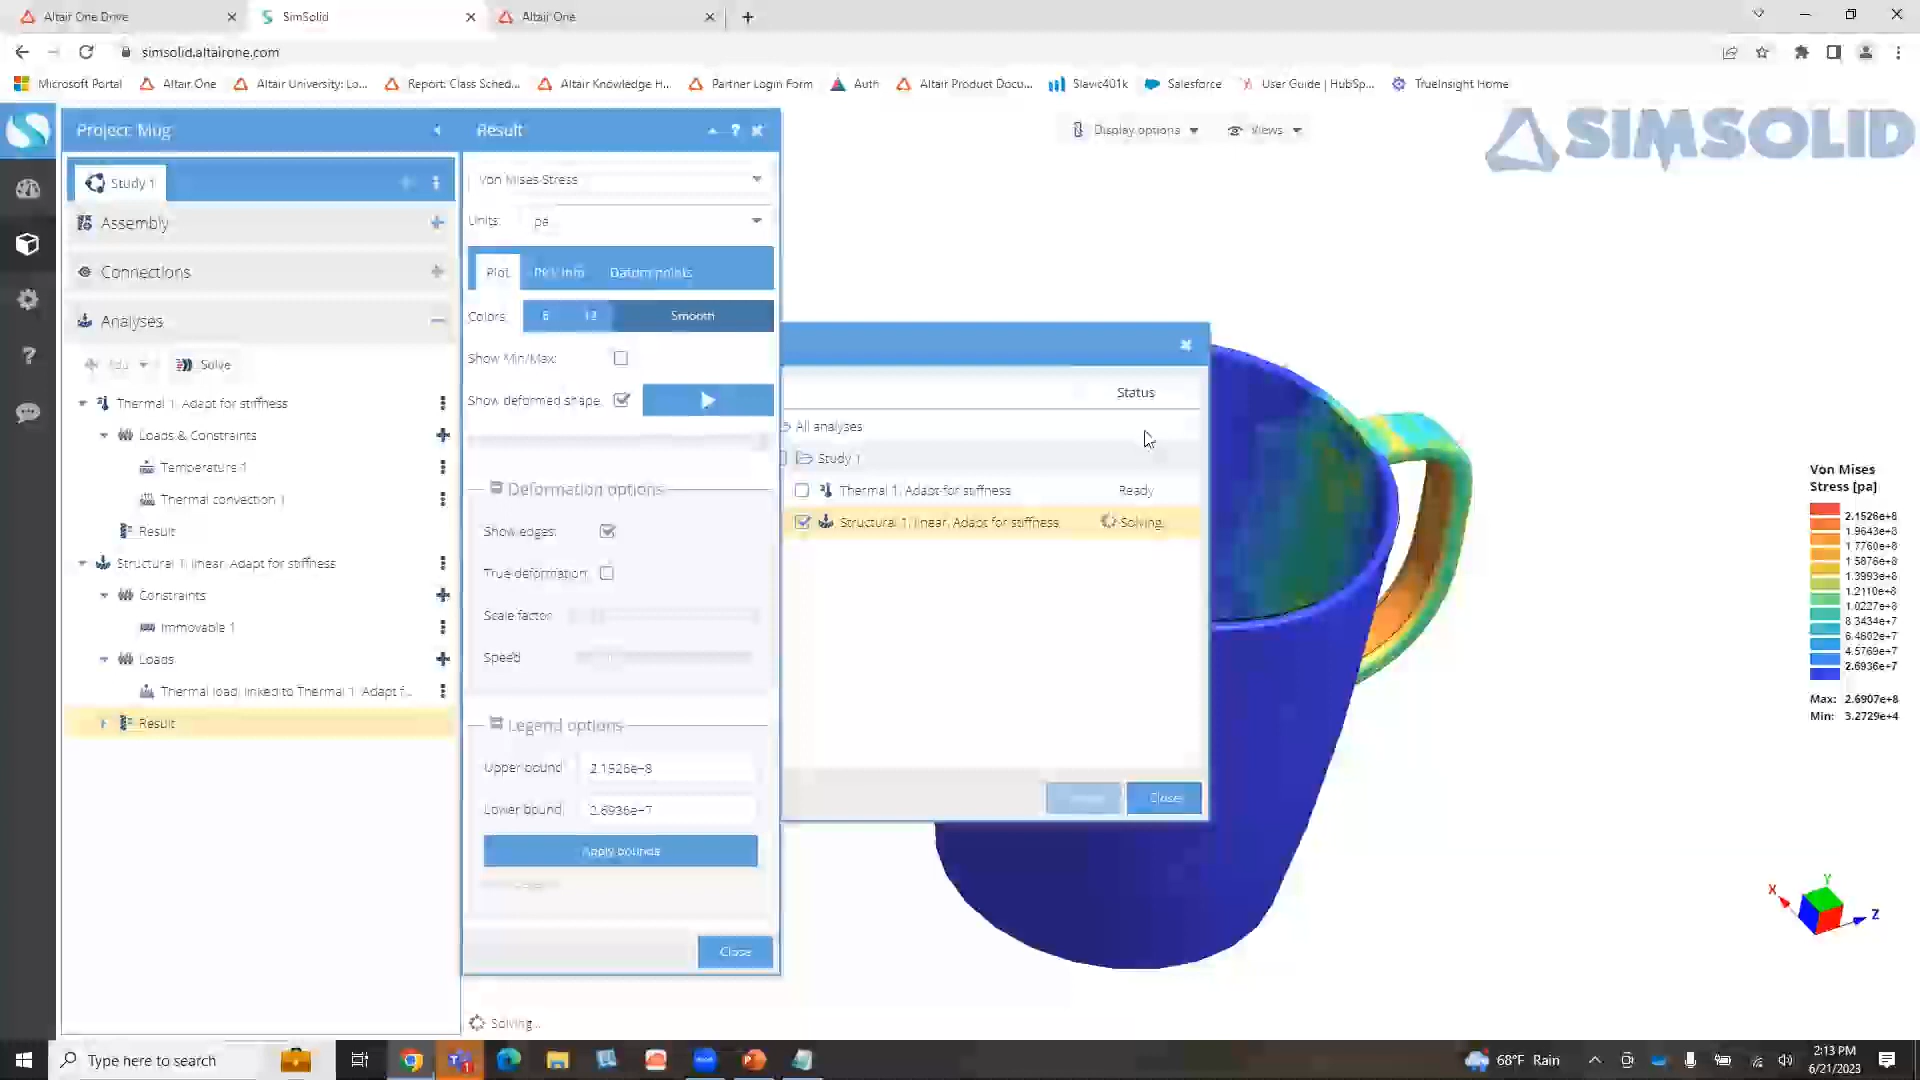 Altair One Drive
SimSolid
Altair One
simsolid.altairone.com
Microsoft Portal
Altair One
Altair University: Lo...
Report: Class Sched...
Altair Knowledge H...
Partner Login Form
Auth
Altair Product Docu...
Slavic401k
Salesforce
User Guide | HubSp...
TrueInsight Home
Project: Mug
Result
Display options
Views
SIMSOLID
Study 1
Von Mises Stress
Assembly
Units:
pa
Connections
Plot
Pick info
Datum points
Analyses
Colors:
6
12
Smooth
Solve
Show Min/Max:
Thermal 1, Adapt for stiffness
Show deformed shape:
Status
Loads & Constraints
All analyses
Temperature 1
Study 1
Thermal convection 1
Deformation options
Thermal 1, Adapt for stiffness
Ready
Result
Show edges:
Structural 1, linear, Adapt for stiffness
Solving..
Structural 1, linear, Adapt for stiffness
True deformation:
Constraints
Scale factor
Immovable 1
Speed
Loads
Thermal load, linked to Thermal 1, Adapt f...
Result
Legend options
Upper bound:
2.1526e+8
Lower bound:
2.6936e+7
Close
Apply bounds
Close
Solving...
Von Mises
Stress [pa]
2.1526e+8
1.9643e+8
1.7760e+8
1.5876e+8
1.3993e+8
1.2110e+8
1.0227e+8
8.3434e+7
6.4602e+7
4.5769e+7
2.6936e+7
Max: 2.6907e+8
Min: 3.2729e+4
Y
X
Z
Type here to search
68°F Rain
2:13 PM
6/21/2023